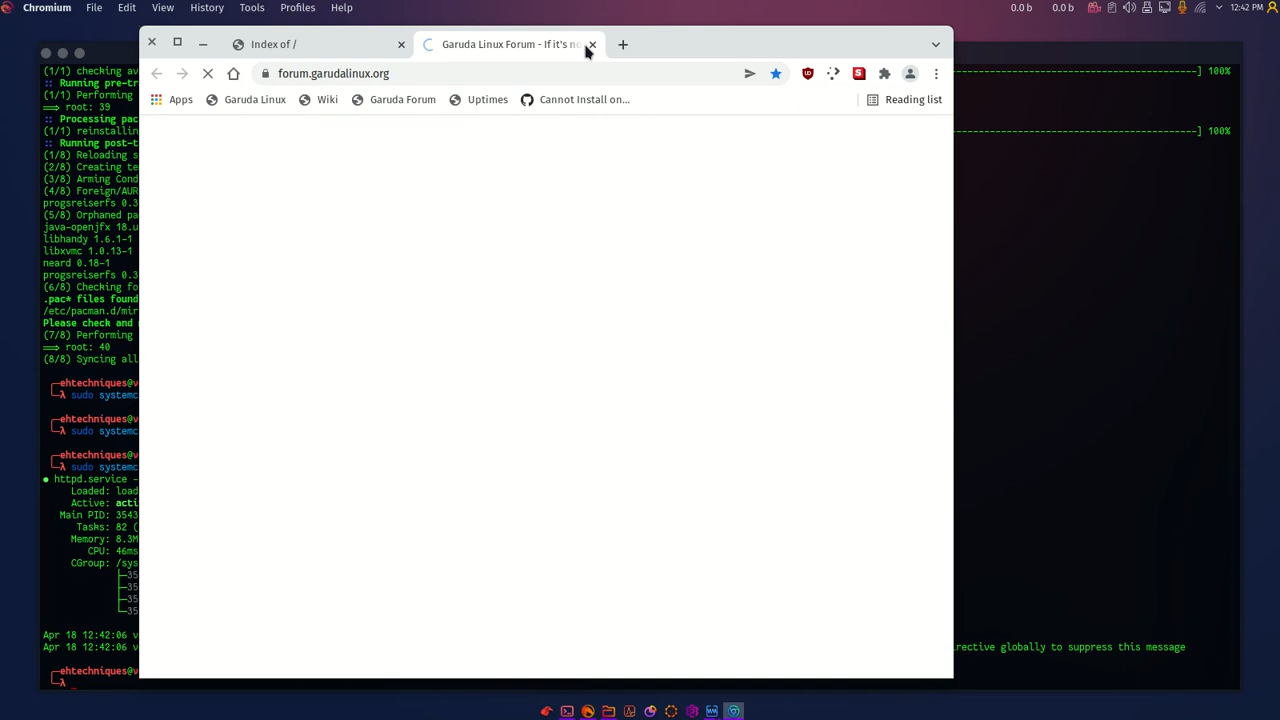 Chromium File Edit View History Tools Profiles Help 0.0 b 0.0 b 12:42 PM
Index of / Garuda Linux Forum - If it's no
forum.garudalinux.org
Apps Garuda Linux Wiki Garuda Forum Uptimes Cannot Install on... Reading list
(1/1) checking av ] 100%
:: Running pre-tr
(1/1) Performing
==> root: 39
:: Processing pac
(1/1) reinstallin ] 100%
:: Running post-t
(1/8) Reloading s
(2/8) Creating te
(3/8) Arming Cond
(4/8) Foreign/AUR
progsreiserfs 0.3
(5/8) Orphaned pa
java-openjfx 18.u
libhandy 1.6.1-1
libxvmc 1.0.13-1
neard 0.18-1
progsreiserfs 0.3
(6/8) Checking fo
.pac* files found
/etc/pacman.d/mir
Please check and
(7/8) Performing
==> root: 40
(8/8) Syncing all
ehtechniques@v
λ sudo systemc
ehtechniques@v
λ sudo systemc
ehtechniques@v
λ sudo systemc
● httpd.service -
Loaded: load
Active: acti
Main PID: 3543
Tasks: 82 (
Memory: 8.3M
CPU: 46ms
CGroup: /sys
├─35
├─35
├─35
└─35
Apr 18 12:42:06 v
Apr 18 12:42:06 v irective globally to suppress this message
ehtechniques@v
λ